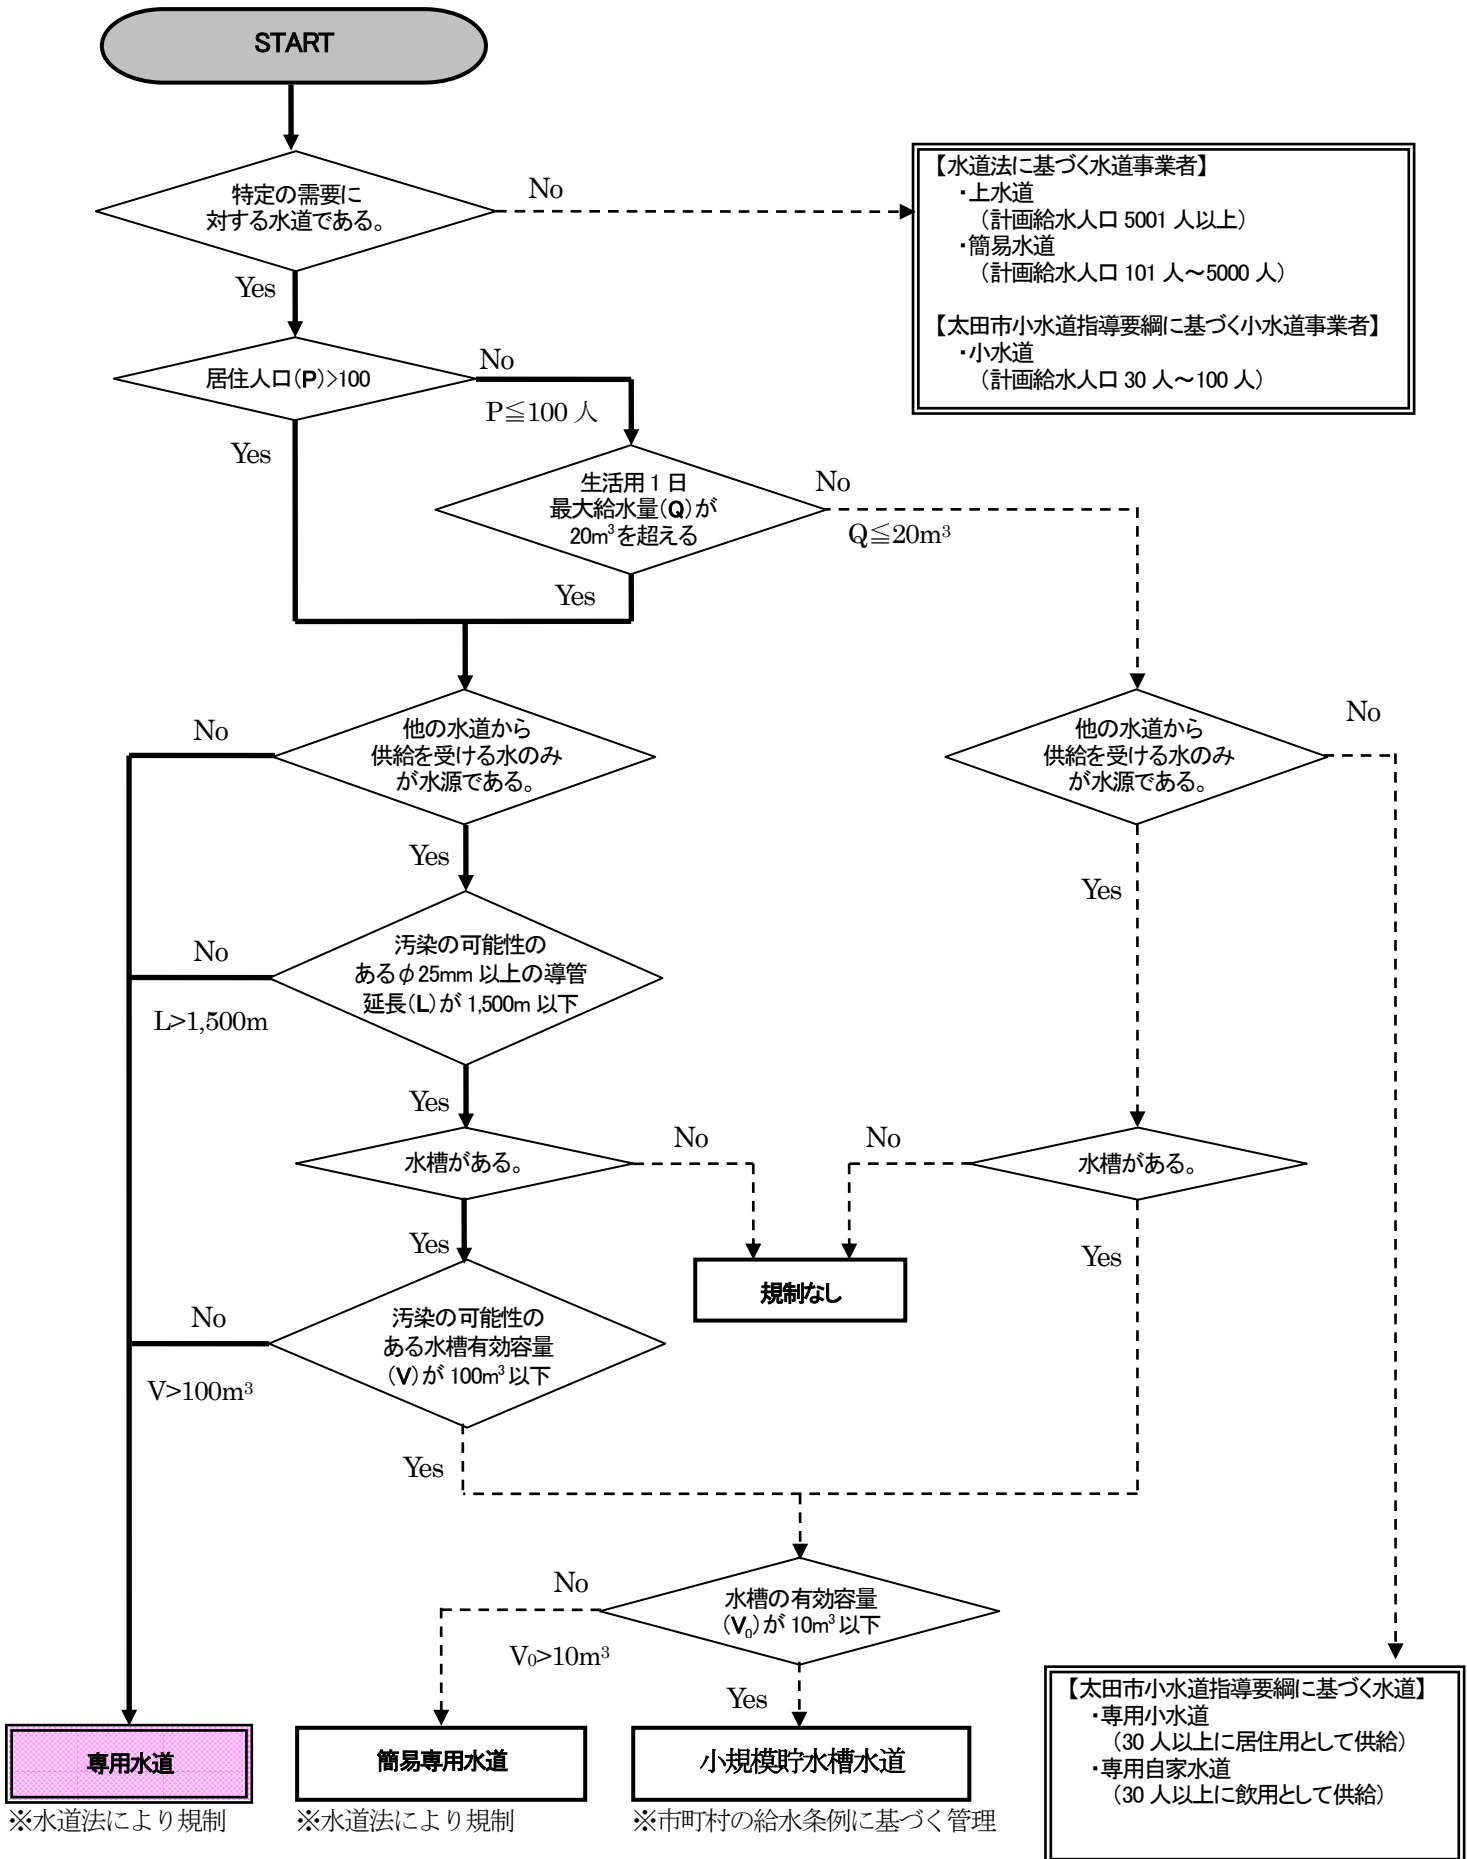 START
特定の需要に
対する水道である。
No
【水道法に基づく水道事業者】
・上水道
（計画給水人口 5001 人以上）
・簡易水道
（計画給水人口 101 人～5000 人）
【太田市小水道指導要綱に基づく小水道事業者】
・小水道
（計画給水人口 30 人～100 人）
Yes
居住人口(P)>100
No
P≦100 人
Yes
生活用 1 日
最大給水量(Q)が
20m³を超える
No
Q≦20m³
Yes
他の水道から
供給を受ける水のみ
が水源である。
No
他の水道から
供給を受ける水のみ
が水源である。
No
Yes
Yes
汚染の可能性の
あるφ25mm 以上の導管
延長(L)が 1,500m 以下
No
L>1,500m
Yes
水槽がある。
No
No
水槽がある。
Yes
Yes
規制なし
汚染の可能性の
ある水槽有効容量
(V)が 100m³以下
No
V>100m³
Yes
水槽の有効容量
(V₀)が 10m³以下
No
V₀>10m³
Yes
【太田市小水道指導要綱に基づく水道】
・専用小水道
（30 人以上に居住用として供給）
・専用自家水道
（30 人以上に飲用として供給）
専用水道
※水道法により規制
簡易専用水道
※水道法により規制
小規模貯水槽水道
※市町村の給水条例に基づく管理